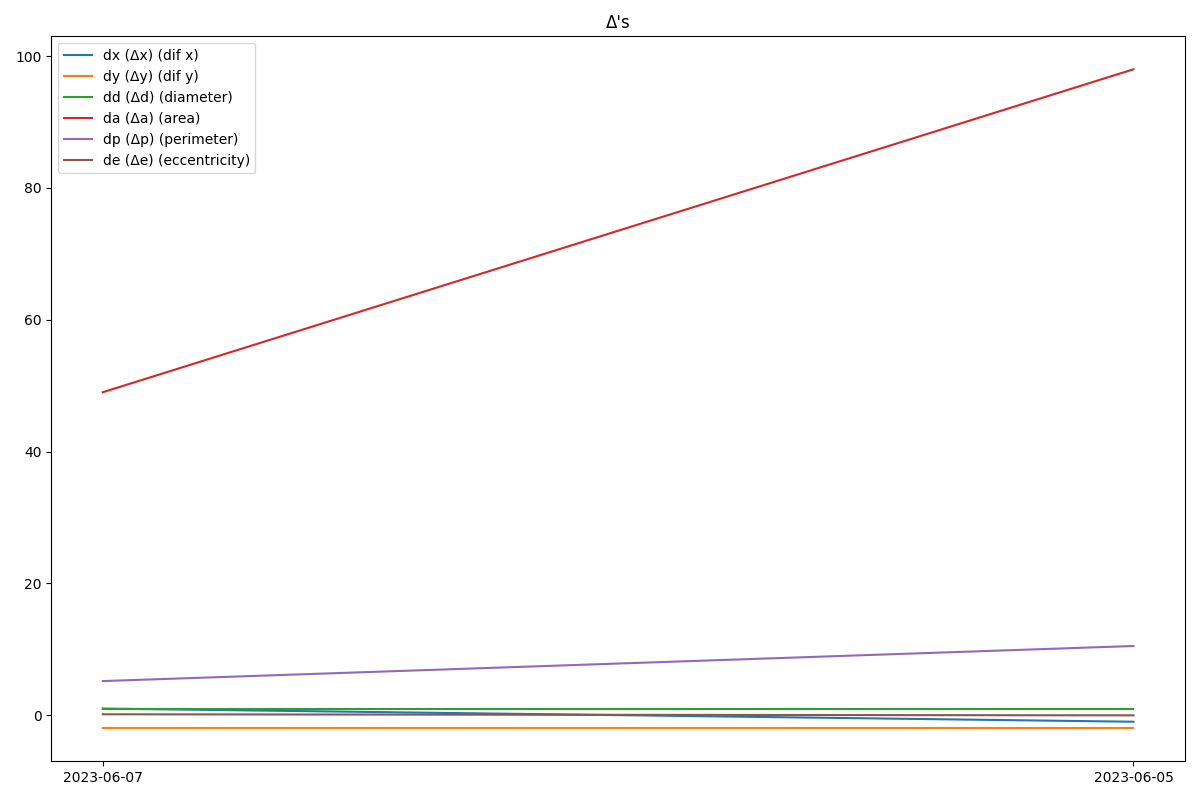 Δ's
dx (Δx) (dif x)
dy (Δy) (dif y)
dd (Δd) (diameter)
da (Δa) (area)
dp (Δp) (perimeter)
de (Δe) (eccentricity)
100
80
60
40
20
0
2023-06-07
2023-06-05